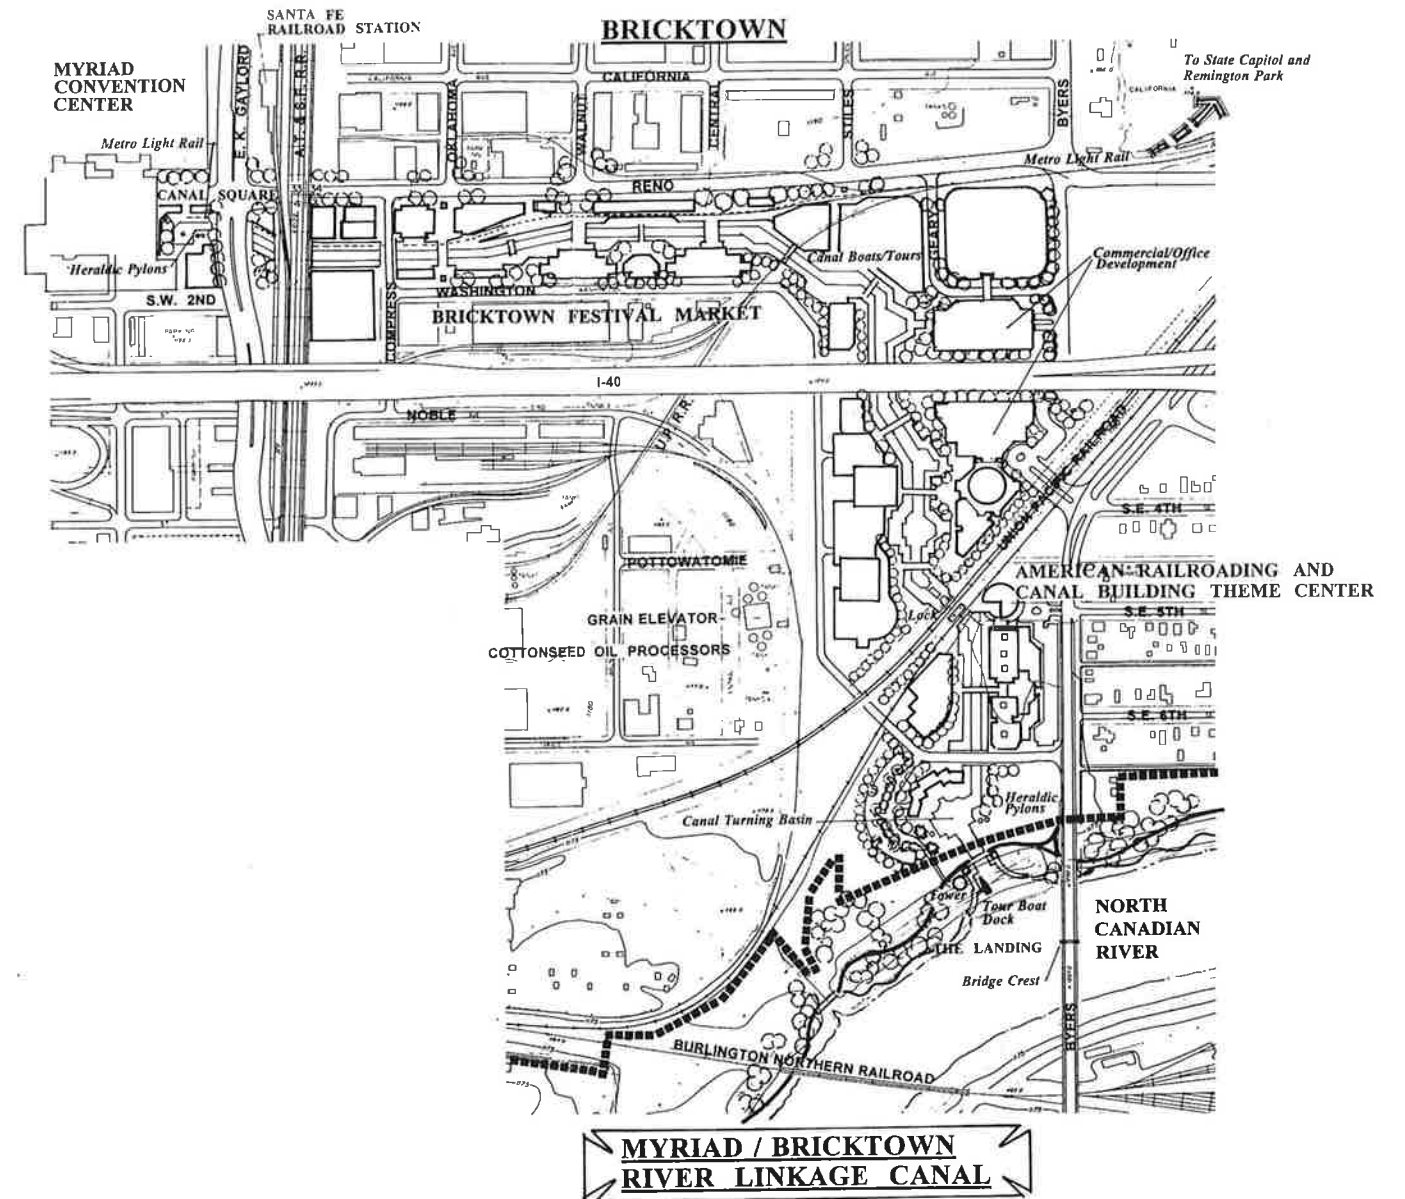 SANTA FE
RAILROAD STATION
BRICKTOWN
MYRIAD
CONVENTION
CENTER
To State Capitol and
Remington Park
E. K. GAYLORD
CALIFORNIA
AVE
CALIFORNIA
CALIFORNIA
OKLAHOMA
WALNUT
CENTRAL
STILES
BYERS
Metro Light Rail
Metro Light Rail
CANAL SQUARE
RENO
GEARY
Canal Boats/Tours
Commercial/Office
Development
Heraldic Pylons
S.W. 2ND
WASHINGTON
COMPRESS
BRICKTOWN FESTIVAL MARKET
I-40
NOBLE
U.P.R.R.
UNION PACIFIC RAILROAD
S.E. 4TH
POTTOWATOMIE
AMERICAN RAILROADING AND
CANAL BUILDING THEME CENTER
S.E. 5TH
Lock
GRAIN ELEVATOR
COTTONSEED OIL PROCESSORS
S.E. 6TH
Heraldic
Pylons
Canal Turning Basin
Tower
Tour Boat
Dock
NORTH
CANADIAN
RIVER
THE LANDING
Bridge Crest
BYERS
BURLINGTON NORTHERN RAILROAD
MYRIAD / BRICKTOWN
RIVER LINKAGE CANAL